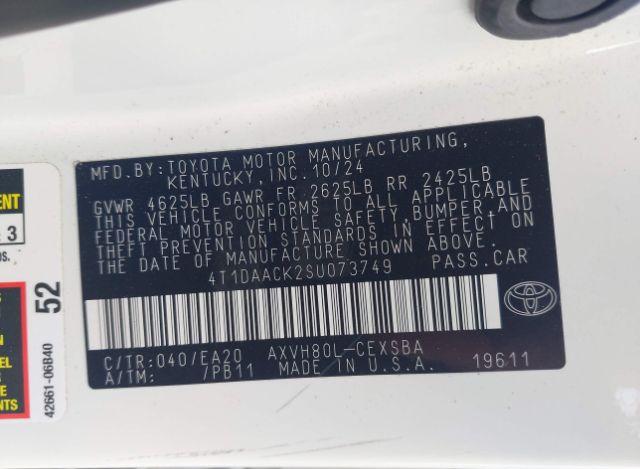 MFD.BY:TOYOTA MOTOR MANUFACTURING,
KENTUCKY,INC.10/24
GVWR 4625LB GAWR FR 2625LB RR 2425LB
THIS VEHICLE CONFORMS TO ALL APPLICABLE
FEDERAL MOTOR VEHICLE SAFETY,BUMPER,AND
THEFT PREVENTION STANDARDS IN EFFECT ON
THE DATE OF MANUFACTURE SHOWN ABOVE.
4T1DAACK2SU073749 PASS.CAR
C/TR:040/EA20 AXVH80L-CEXSBA
A/TM: /PB11 MADE IN U.S.A. 19611
52
42661-06B40
3